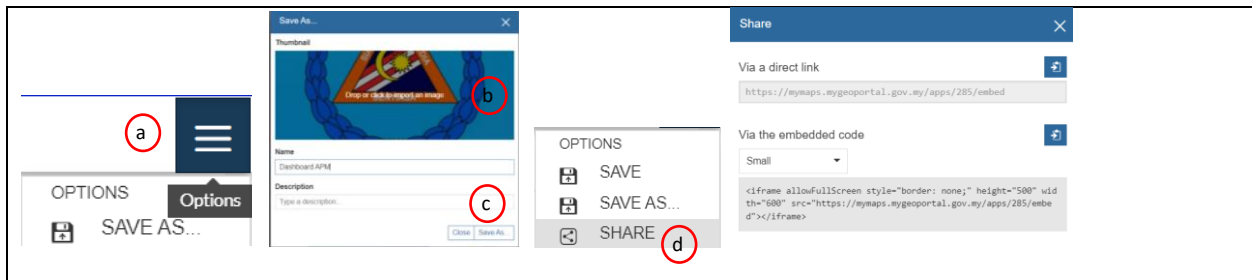 a
Options
OPTIONS
SAVE AS...
Save As...
Thumbnail
Drop or click to import an image
b
Name
Dashboard APM
Description
Type a description...
c
Close
Save As...
OPTIONS
SAVE
SAVE AS...
SHARE
d
Share
Via a direct link
https://mymaps.mygeoportal.gov.my/apps/285/embed
Via the embedded code
Small
<iframe allowFullScreen style="border: none;" height="500" wid
th="600" src="https://mymaps.mygeoportal.gov.my/apps/285/embe
d"></iframe>